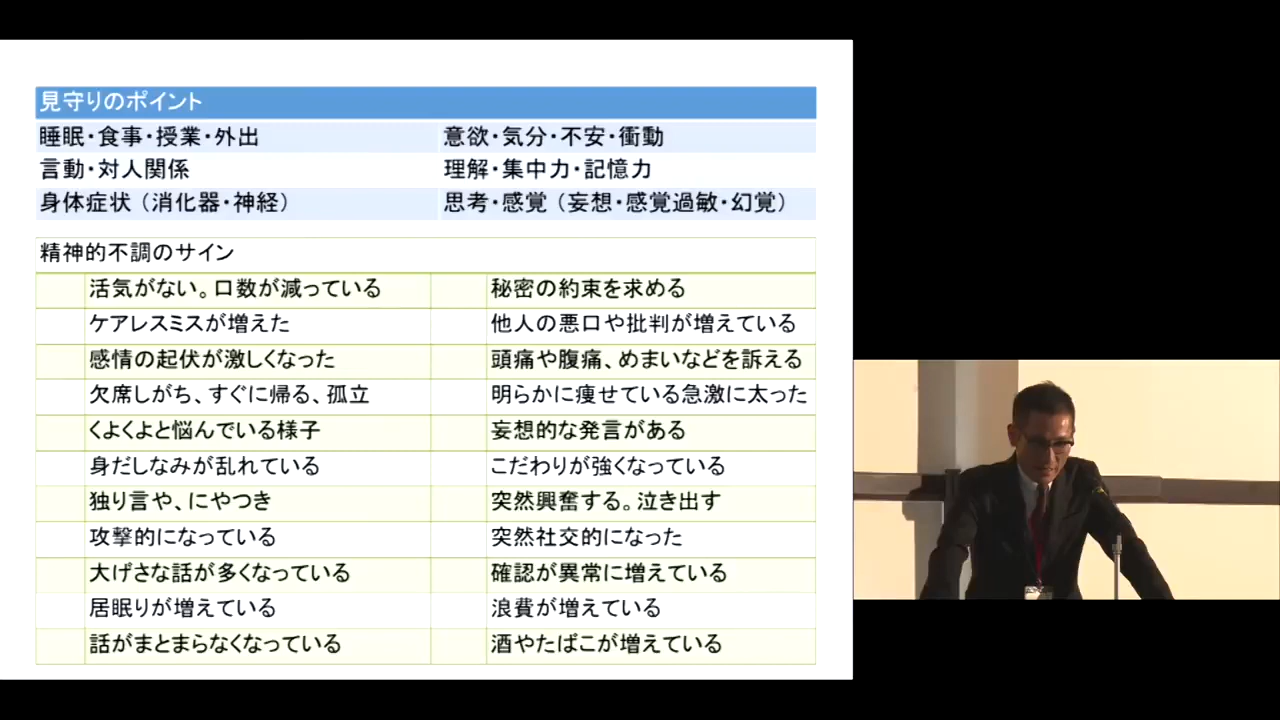 見守りのポイント
睡眠・食事・授業・外出 意欲・気分・不安・衝動
言動・対人関係 理解・集中力・記憶力
身体症状（消化器・神経） 思考・感覚（妄想・感覚過敏・幻覚）
精神的不調のサイン
活気がない。口数が減っている 秘密の約束を求める
ケアレスミスが増えた 他人の悪口や批判が増えている
感情の起伏が激しくなった 頭痛や腹痛、めまいなどを訴える
欠席しがち、すぐに帰る、孤立 明らかに痩せている急激に太った
くよくよと悩んでいる様子 妄想的な発言がある
身だしなみが乱れている こだわりが強くなっている
独り言や、にやつき 突然興奮する。泣き出す
攻撃的になっている 突然社交的になった
大げさな話が多くなっている 確認が異常に増えている
居眠りが増えている 浪費が増えている
話がまとまらなくなっている 酒やたばこが増えている